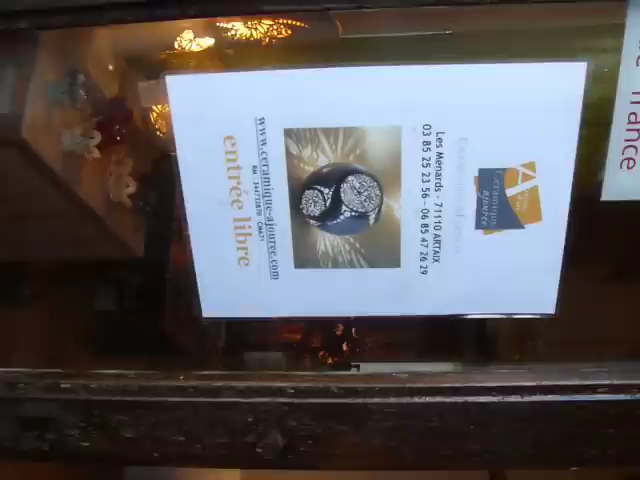 Céramique
ajourée
Les Menards - 71110 ARTAIX
03 85 25 23 56 - 06 85 47 26 29
www.ceramique-ajouree.com
entrée libre
france